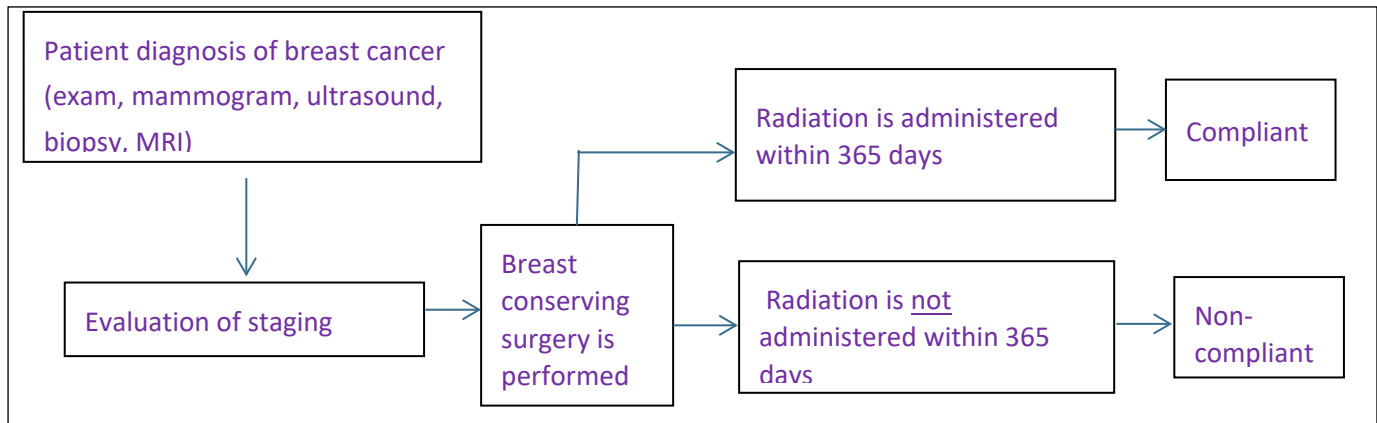 Patient diagnosis of breast cancer
(exam, mammogram, ultrasound,
biopsy, MRI)
Evaluation of staging
Breast
conserving
surgery is
performed
Radiation is administered
within 365 days
Compliant
Radiation is not
administered within 365
days
Non-
compliant